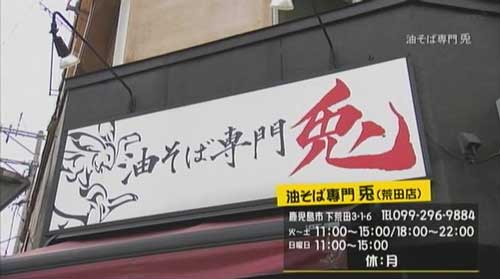 油そば専門 兎
油そば専門 兎
油そば専門 兎(荒田店)
鹿児島市 下荒田3-1-6 ℡099-296-9884
火～土 11:00～15:00/18:00～22:00
日曜日 11:00～15:00
休:月